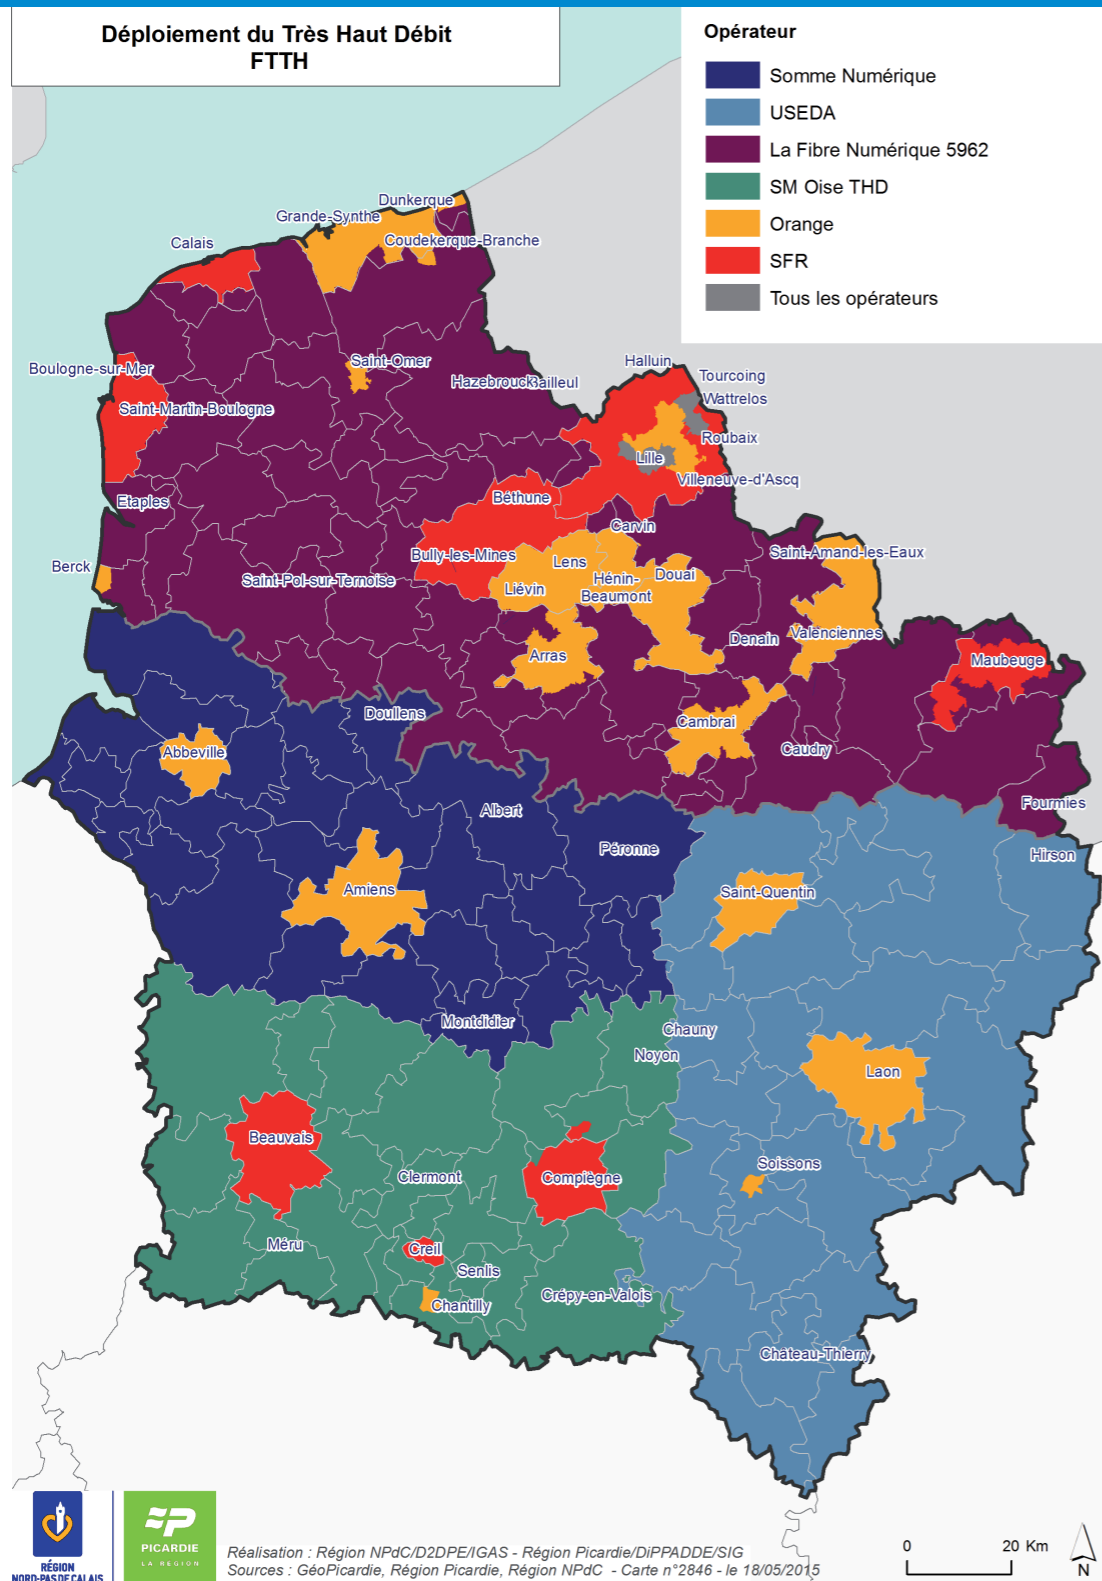 Déploiement du Très Haut Débit
FTTH
Opérateur
Somme Numérique
USEDA
La Fibre Numérique 5962
SM Oise THD
Orange
SFR
Tous les opérateurs
Dunkerque
Grande-Synthe
Coudekerque-Branche
Calais
Saint-Omer
Halluin
Boulogne-sur-Mer
Hazebrouck
Bailleul
Tourcoing
Wattrelos
Saint-Martin-Boulogne
Roubaix
Lille
Villeneuve-d'Ascq
Etaples
Béthune
Carvin
Bully-les-Mines
Saint-Amand-les-Eaux
Berck
Lens
Saint-Pol-sur-Ternoise
Liévin
Hénin-
Beaumont
Douai
Denain
Valenciennes
Arras
Maubeuge
Doullens
Cambrai
Abbeville
Caudry
Albert
Fourmies
Péronne
Hirson
Amiens
Saint-Quentin
Montdidier
Chauny
Noyon
Laon
Beauvais
Clermont
Compiègne
Soissons
Méru
Creil
Senlis
Chantilly
Crépy-en-Valois
Château-Thierry
RÉGION
NORD-PAS DE CALAIS
PICARDIE
LA RÉGION
Réalisation : Région NPdC/D2DPE/IGAS - Région Picardie/DiPPADDE/SIG
Sources : GéoPicardie, Région Picardie, Région NPdC - Carte n°2846 - le 18/05/2015
0 20 Km
N